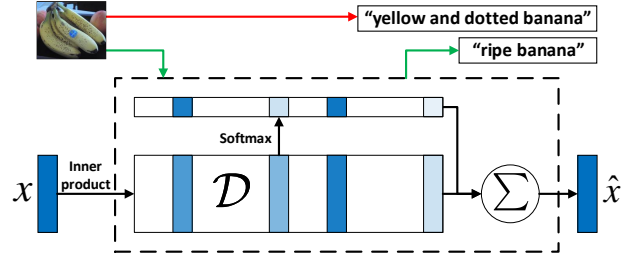 “yellow and dotted banana”
“ripe banana”
Softmax
Inner
product
x
𝒟
∑
x̂